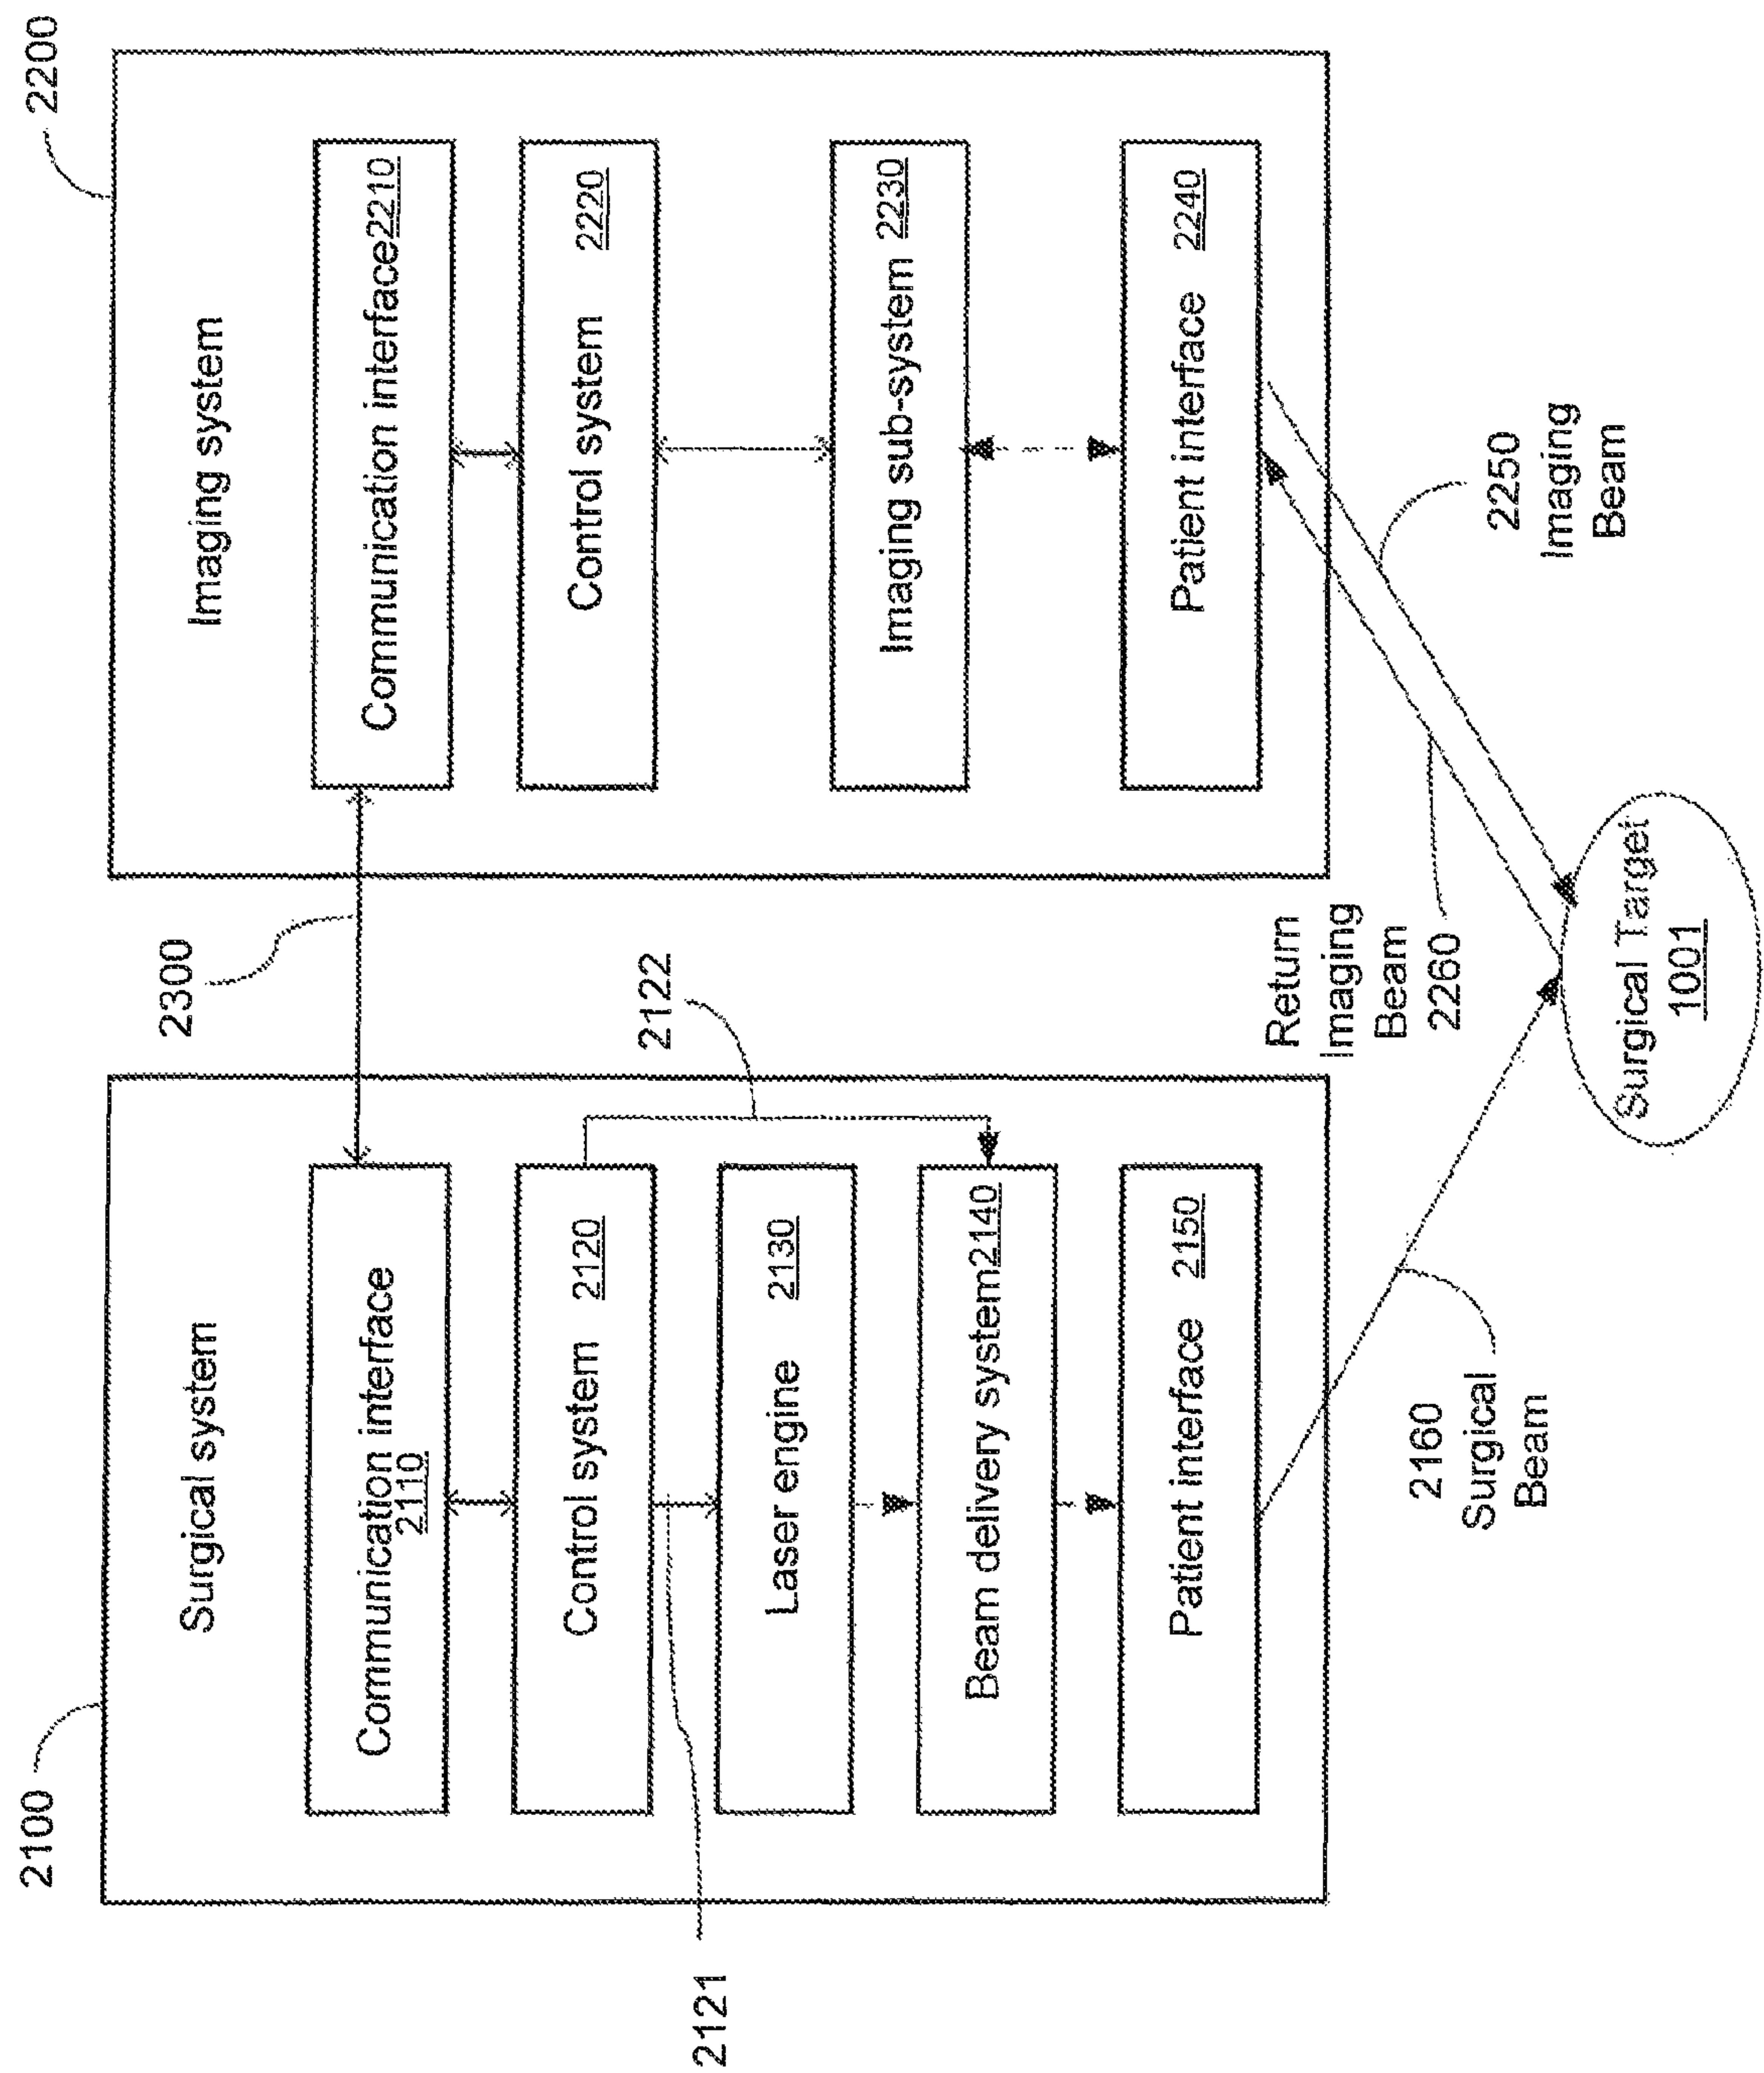 2100
Surgical system
Communication interface
2110
Control system 2120
Laser engine 2130
Beam delivery system2140
Patient interface 2150
2121
2122
2300
2160
Surgical
Beam
2200
Imaging system
Communication interface2210
Control system 2220
Imaging sub-system 2230
Patient interface 2240
Return
Imaging
Beam
2260
2250
Imaging
Beam
Surgical Target
1001